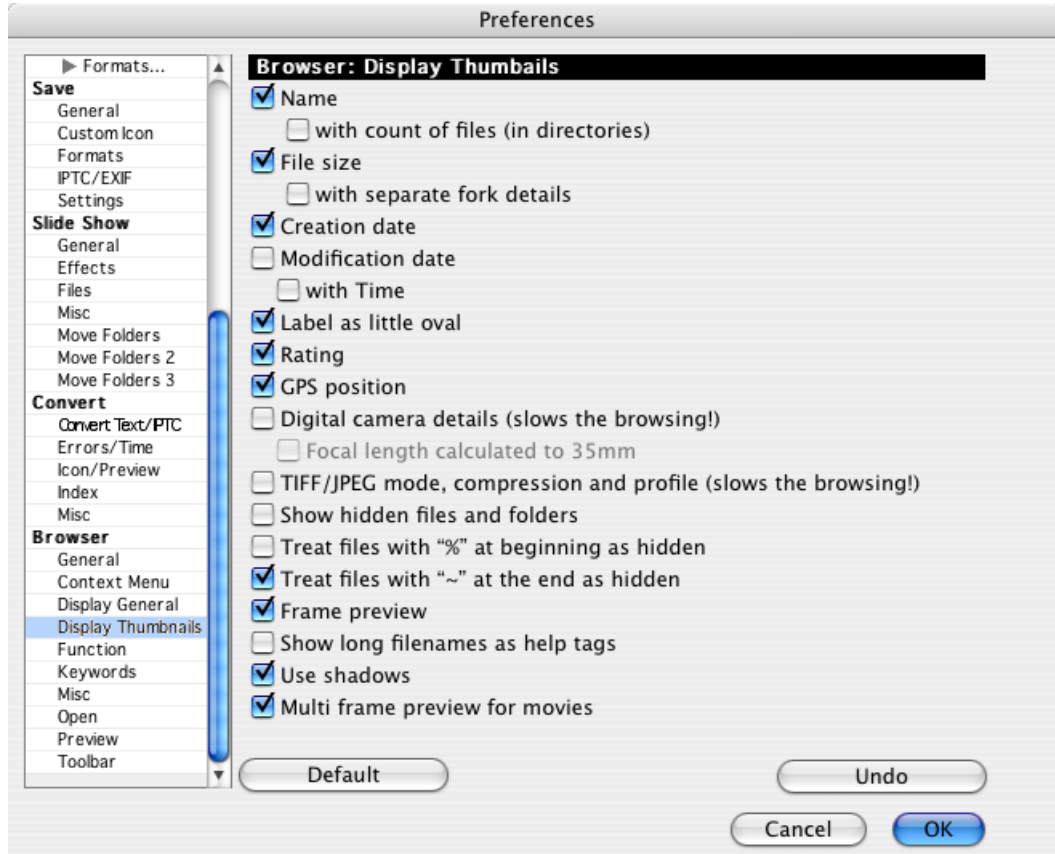 Preferences
▶ Formats...
Save
General
Custom Icon
Formats
IPTC/EXIF
Settings
Slide Show
General
Effects
Files
Misc
Move Folders
Move Folders 2
Move Folders 3
Convert
Convert Text/IPTC
Errors/Time
Icon/Preview
Index
Misc
Browser
General
Context Menu
Display General
Display Thumbnails
Function
Keywords
Misc
Open
Preview
Toolbar
Browser: Display Thumbails
Name
with count of files (in directories)
File size
with separate fork details
Creation date
Modification date
with Time
Label as little oval
Rating
GPS position
Digital camera details (slows the browsing!)
Focal length calculated to 35mm
TIFF/JPEG mode, compression and profile (slows the browsing!)
Show hidden files and folders
Treat files with “%” at beginning as hidden
Treat files with “~” at the end as hidden
Frame preview
Show long filenames as help tags
Use shadows
Multi frame preview for movies
Default
Undo
Cancel
OK